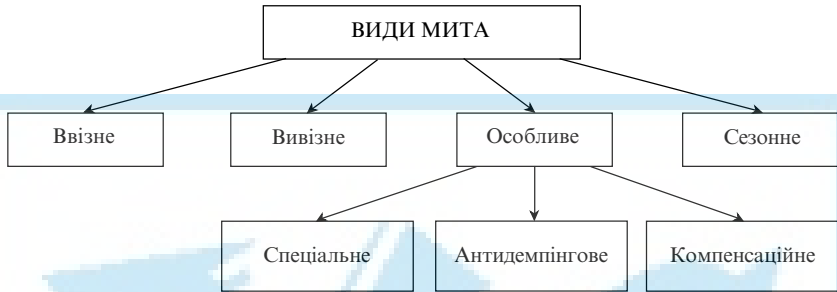 ВИДИ МИТА
Ввізне
Вивізне
Особливе
Сезонне
Спеціальне
Антидемпінгове
Компенсаційне